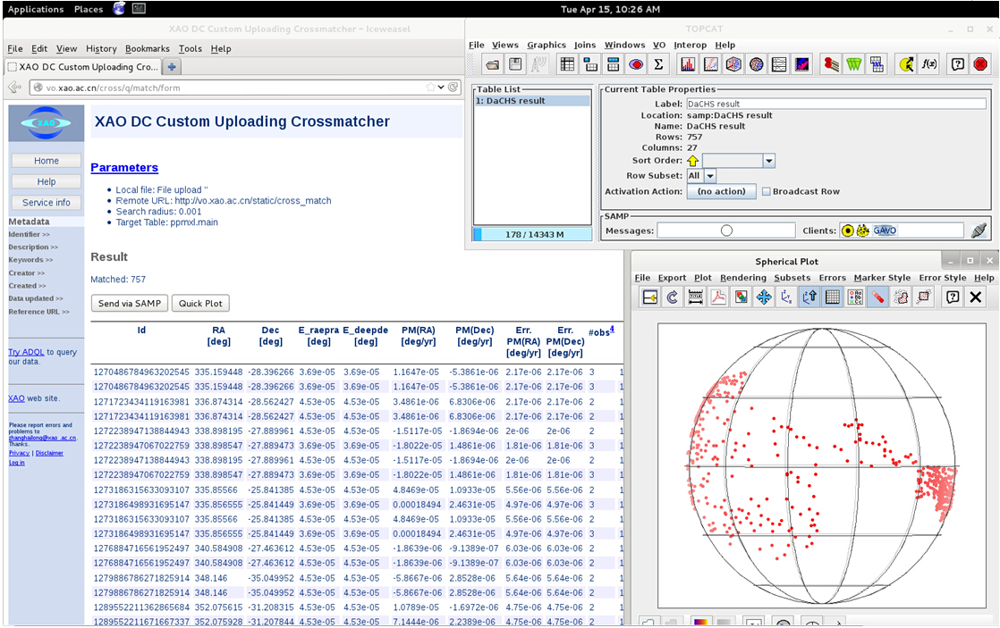 Applications Places Tue Apr 15, 10:26 AM
XAO DC Custom Uploading Crossmatcher - Iceweasel
File Edit View History Bookmarks Tools Help
XAO DC Custom Uploading Cro...
vo.xao.ac.cn/cross/q/match/form
XAO
Home
Help
Service info
Metadata
Identifier >>
Description >>
Keywords >>
Creator >>
Created >>
Data updated >>
Reference URL >>
Try ADQL to query
our data.
XAO web site.
Please report errors and
problems to
zhanghailong@xao.ac.cn.
Thanks.
Privacy | Disclaimer
Log in
XAO DC Custom Uploading Crossmatcher
Parameters
• Local file: File upload ''
• Remote URL: http://vo.xao.ac.cn/static/cross_match
• Search radius: 0.001
• Target Table: ppmxl.main
Result
Matched: 757
Send via SAMP Quick Plot
Id RA Dec E_raepra E_deepde PM(RA) PM(Dec) Err. Err. #obs4
[deg] [deg] [deg] [deg] [deg/yr] [deg/yr] PM(RA) PM(Dec)
[deg/yr] [deg/yr]
1270486784963202545 335.159448 -28.396266 3.69e-05 3.69e-05 1.1647e-05 -5.3861e-06 2.17e-06 2.17e-06 3 1
1270486784963202545 335.159448 -28.396266 3.69e-05 3.69e-05 1.1647e-05 -5.3861e-06 2.17e-06 2.17e-06 3 1
1271723434119163981 336.874314 -28.562427 4.53e-05 4.53e-05 3.4861e-06 6.8306e-06 2.17e-06 2.17e-06 2 1
1271723434119163981 336.874314 -28.562427 4.53e-05 4.53e-05 3.4861e-06 6.8306e-06 2.17e-06 2.17e-06 2 1
1272238947138844943 338.898195 -27.889961 4.53e-05 4.53e-05 -1.5117e-06 -1.8694e-06 2e-06 2e-06 2 1
1272238947067022759 338.898547 -27.889473 3.69e-05 3.69e-05 -1.8022e-05 1.4861e-06 1.81e-06 1.81e-06 3 1
1272238947138844943 338.898195 -27.889961 4.53e-05 4.53e-05 -1.5117e-06 -1.8694e-06 2e-06 2e-06 2 1
1272238947067022759 338.898547 -27.889473 3.69e-05 3.69e-05 -1.8022e-05 1.4861e-06 1.81e-06 1.81e-06 3 1
1273186315633093107 335.85566 -25.841385 4.53e-05 4.53e-05 4.8469e-05 1.0933e-05 5.56e-06 5.56e-06 2 1
1273186498931695147 335.856555 -25.841449 3.69e-05 3.69e-05 0.00018494 2.4631e-05 4.97e-06 4.97e-06 3 1
1273186315633093107 335.85566 -25.841385 4.53e-05 4.53e-05 4.8469e-05 1.0933e-05 5.56e-06 5.56e-06 2 1
1273186498931695147 335.856555 -25.841449 3.69e-05 3.69e-05 0.00018494 2.4631e-05 4.97e-06 4.97e-06 3 1
1276884716561952497 340.584908 -27.463612 4.53e-05 4.53e-05 -1.8639e-06 -9.1389e-07 6.03e-06 6.03e-06 2 1
1276884716561952497 340.584908 -27.463612 4.53e-05 4.53e-05 -1.8639e-06 -9.1389e-07 6.03e-06 6.03e-06 2 1
1279886786271825914 348.146 -35.049952 4.53e-05 4.53e-05 -5.8667e-06 2.8528e-06 5.64e-06 5.64e-06 2 1
1279886786271825914 348.146 -35.049952 4.53e-05 4.53e-05 -5.8667e-06 2.8528e-06 5.64e-06 5.64e-06 2 1
1289552211362865684 352.075615 -31.208315 4.53e-05 4.53e-05 1.0789e-05 -1.6972e-06 4.75e-06 4.75e-06 2 1
1289552211671667337 352.075928 -31.207844 4.53e-05 4.53e-05 7.1444e-06 2.2389e-06 4.75e-06 4.75e-06 2 1
TOPCAT
File Views Graphics Joins Windows VO Interop Help
Σ f(x) ?
Table List
1: DaCHS result
178 / 14343 M
Current Table Properties
Label: DaCHS result
Location: samp:DaCHS result
Name: DaCHS result
Rows: 757
Columns: 27
Sort Order:
Row Subset: All
Activation Action: (no action) Broadcast Row
SAMP
Messages: Clients: GAVO
Spherical Plot
File Export Plot Rendering Subsets Errors Marker Style Error Style Help